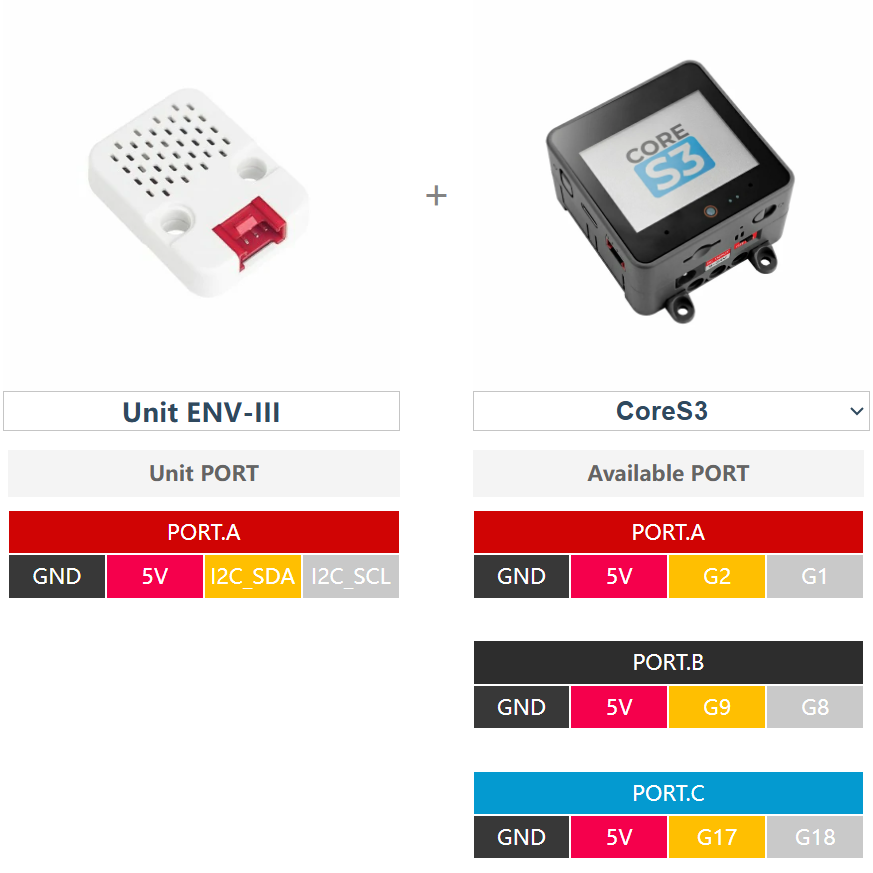 CORE
S3
+
Unit ENV-III
CoreS3
Unit PORT
Available PORT
PORT.A
GND 5V I2C_SDA I2C_SCL
PORT.A
GND 5V G2 G1
PORT.B
GND 5V G9 G8
PORT.C
GND 5V G17 G18